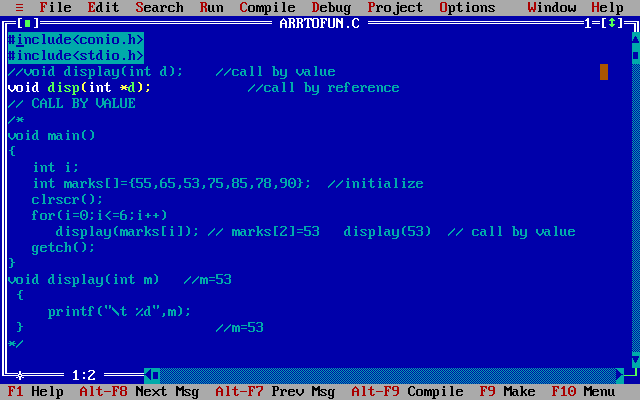 ≡ File Edit Search Run Compile Debug Project Options Window Help
[■] ARRTOFUN.C 1=[↕]
#include<conio.h>
#include<stdio.h>
//void display(int d);    //call by value
void disp(int *d);            //call by reference
// CALL BY VALUE
/*
void main()
{
   int i;
   int marks[]={55,65,53,75,85,78,90};  //initialize
   clrscr();
   for(i=0;i<=6;i++)
      display(marks[i]); // marks[2]=53   display(53)  // call by value
   getch();
}
void display(int m)   //m=53
 {
     printf("\t %d",m);
 }                        //m=53
*/
1:2
F1 Help  Alt-F8 Next Msg  Alt-F7 Prev Msg  Alt-F9 Compile  F9 Make  F10 Menu